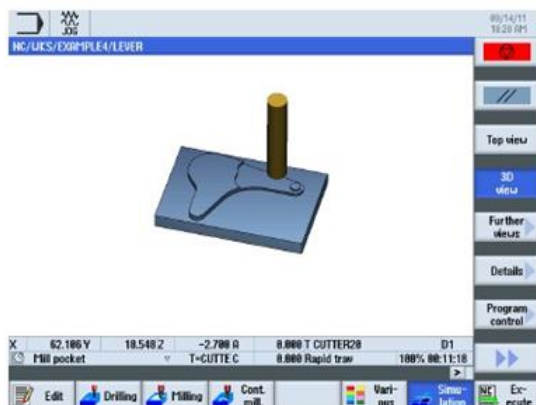 JOG
09/14/11
10:20 AM
NC/WKS/EXAMPLE4/LEVER
Top view
3D
view
Further
views
Details
Program
control
X 62.106 Y 18.548 Z -2.700 A 0.000 T CUTTER20 D1
Mill pocket T=CUTTE C 0.000 Rapid trav 100% 00:11:18
Edit
Drilling
Milling
Cont.
mill.
Vari-
ous
Simu-
lation
NC Ex-
ecute